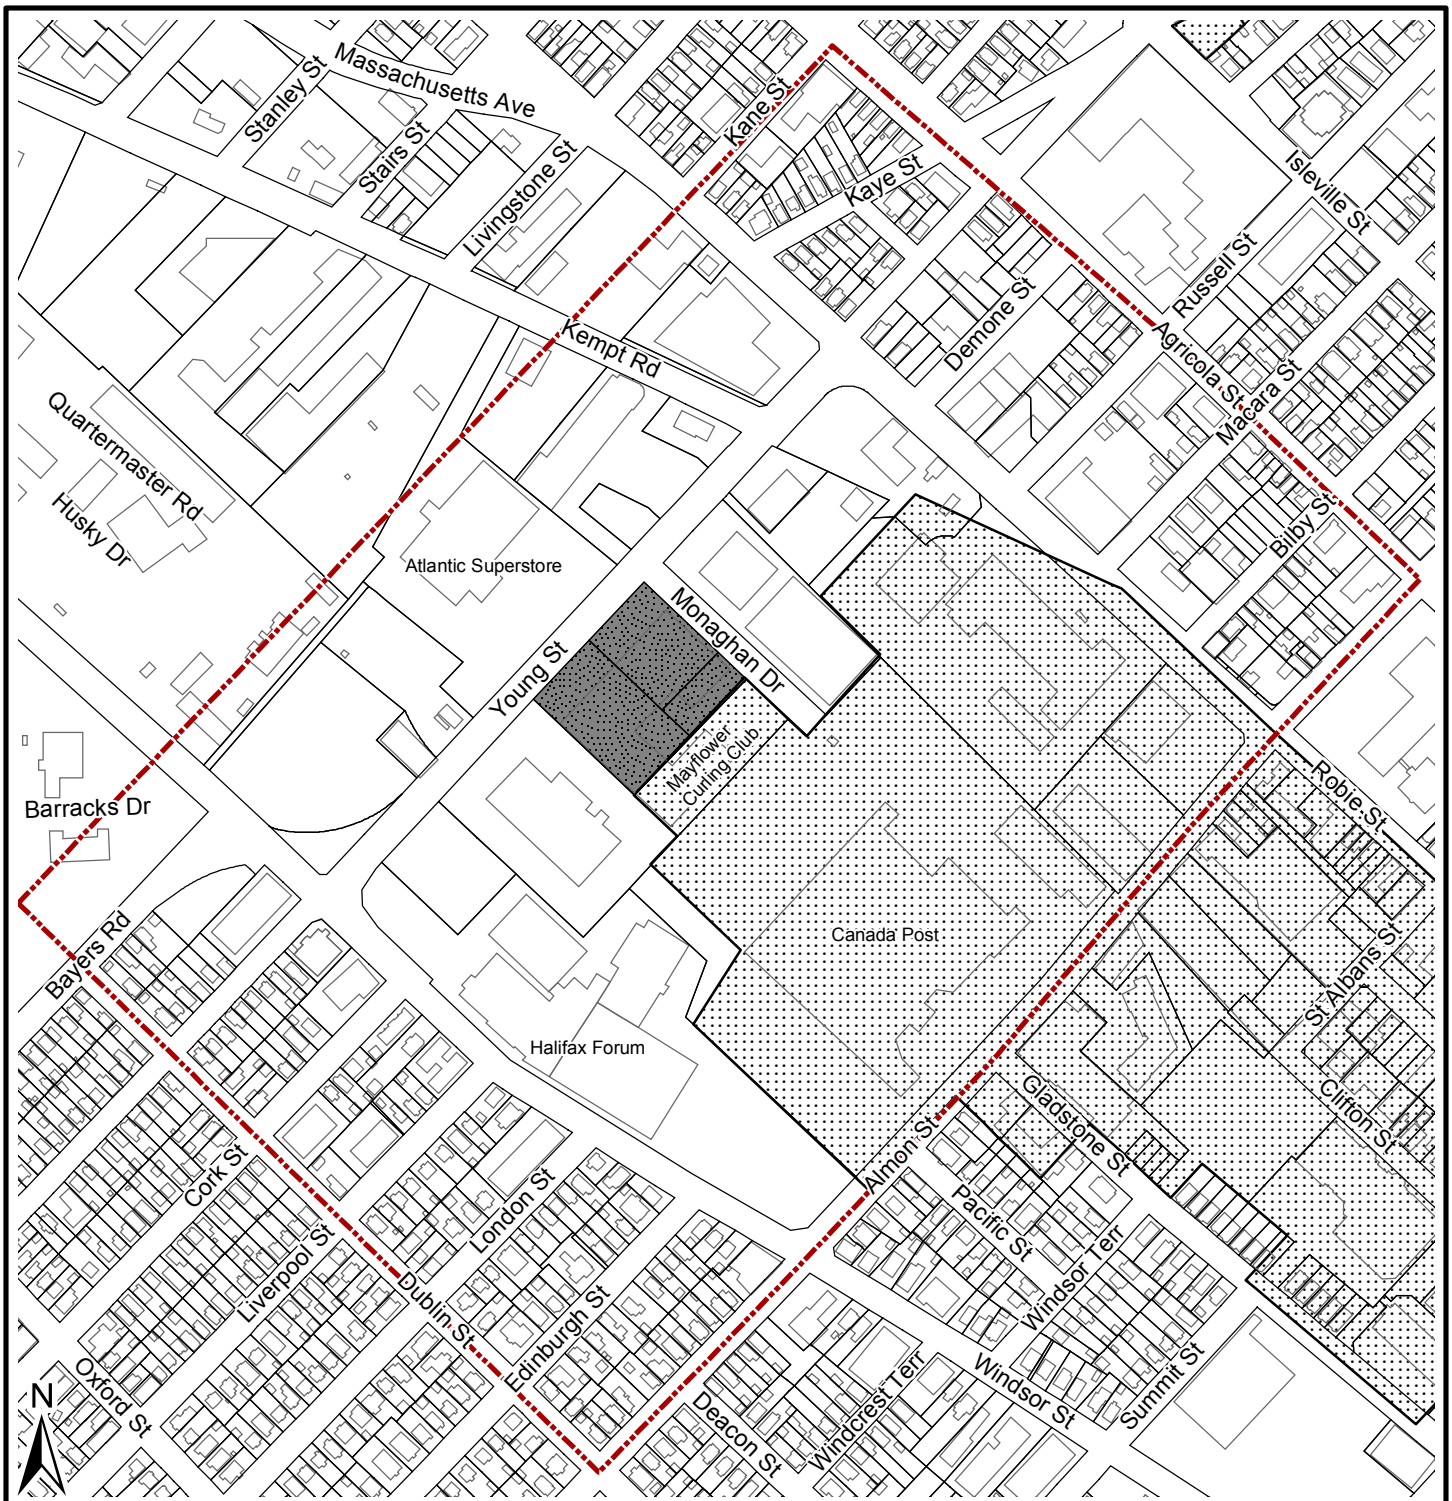 Massachusetts Ave
Stanley St
Kane St
Stairs St
Livingstone St
Kaye St
Isleville St
Russell St
Demone St
Kempt Rd
Agricola St
Macara St
Quartermaster Rd
Husky Dr
Bilby St
Atlantic Superstore
Monaghan Dr
Young St
Mayflower
Curling Club
Barracks Dr
Robie St
Bayers Rd
Canada Post
St Albans St
Halifax Forum
Gladstone St
Clifton St
Almon St
Cork St
London St
Pacific St
Liverpool St
Windsor Terr
Dublin St
Edinburgh St
Oxford St
Windsor St
Summit St
Windcrest Terr
Deacon St
N